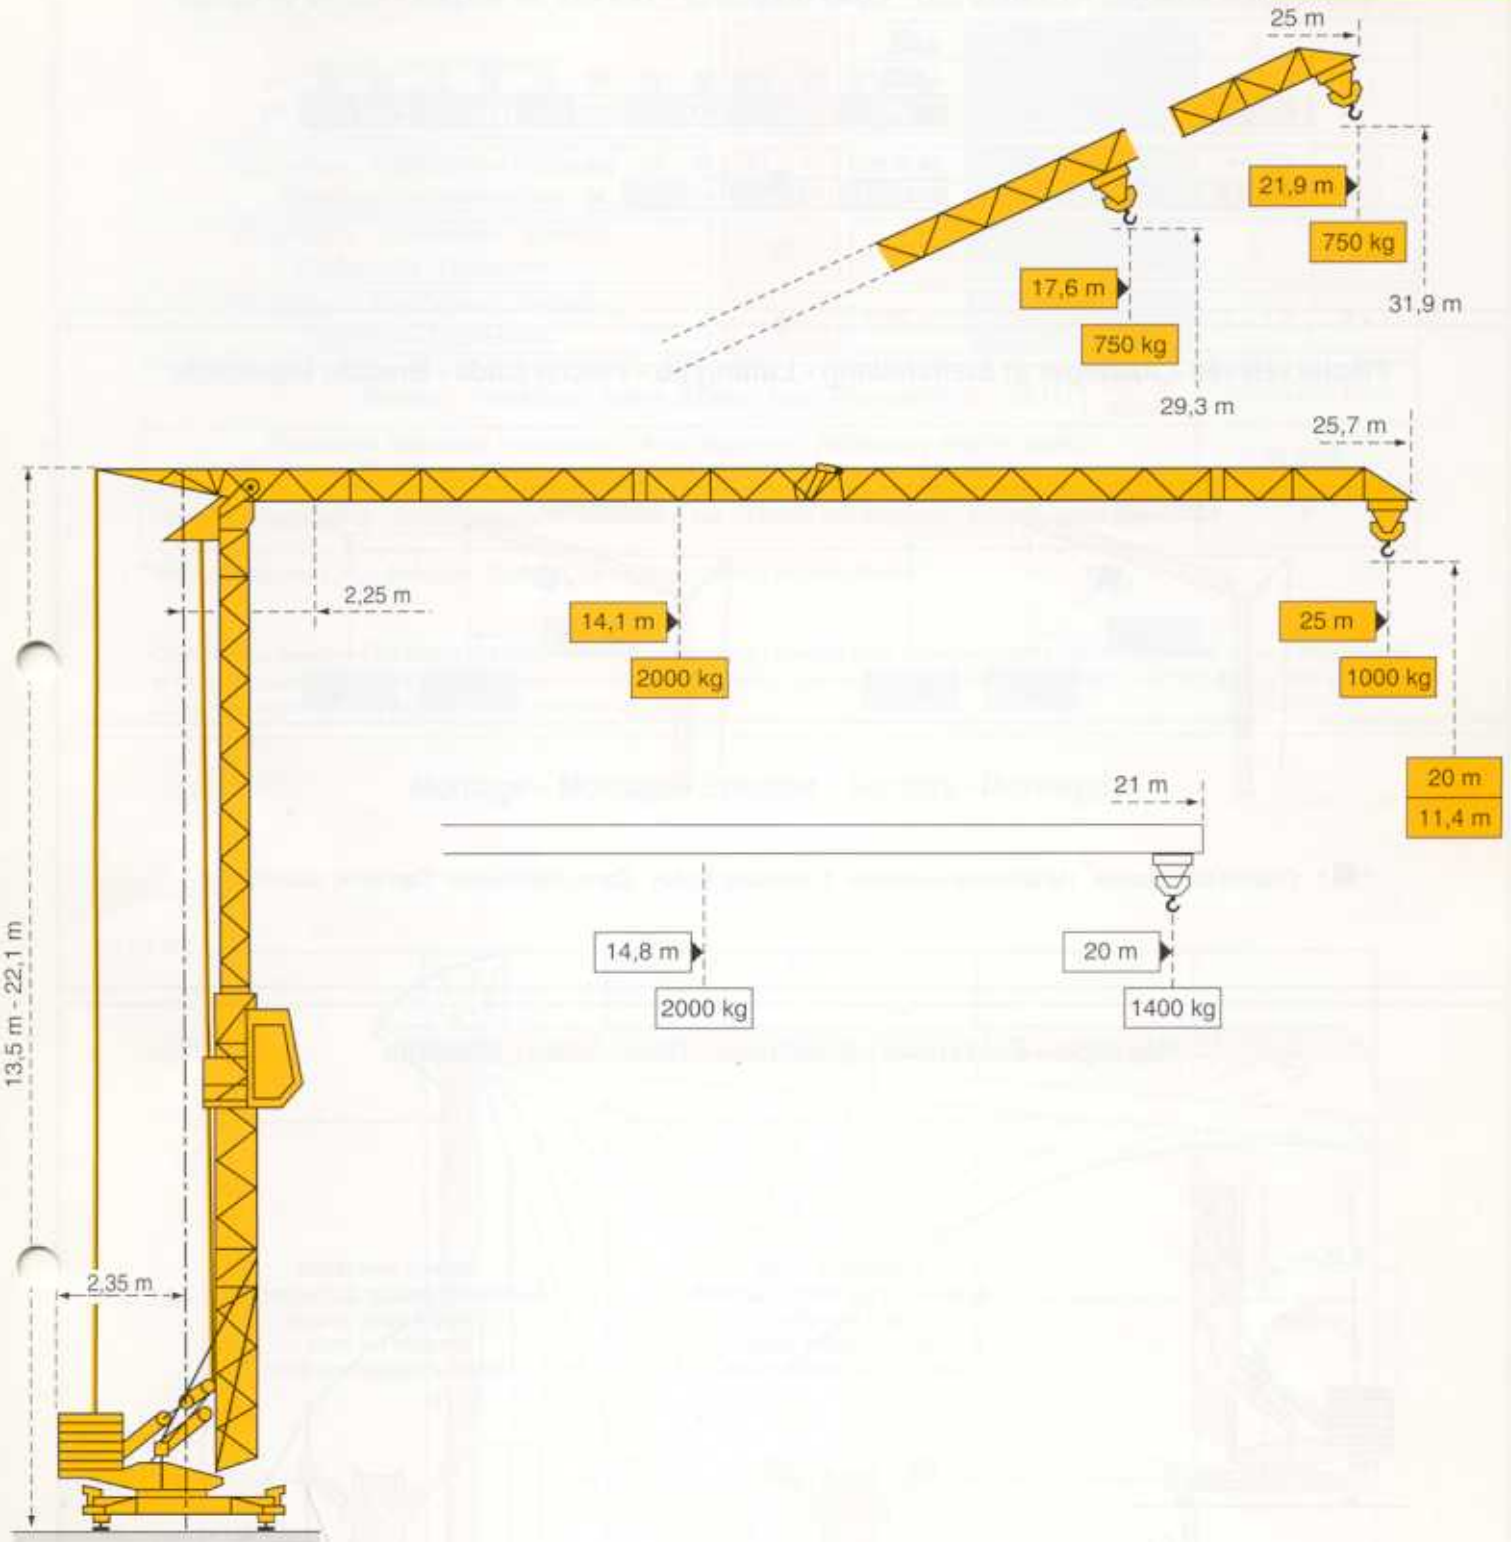 25 m
21,9 m
750 kg
31,9 m
17,6 m
750 kg
29,3 m
25,7 m
2,25 m
14,1 m
2000 kg
25 m
1000 kg
20 m
11,4 m
21 m
14,8 m
2000 kg
20 m
1400 kg
13,5 m - 22,1 m
2,35 m